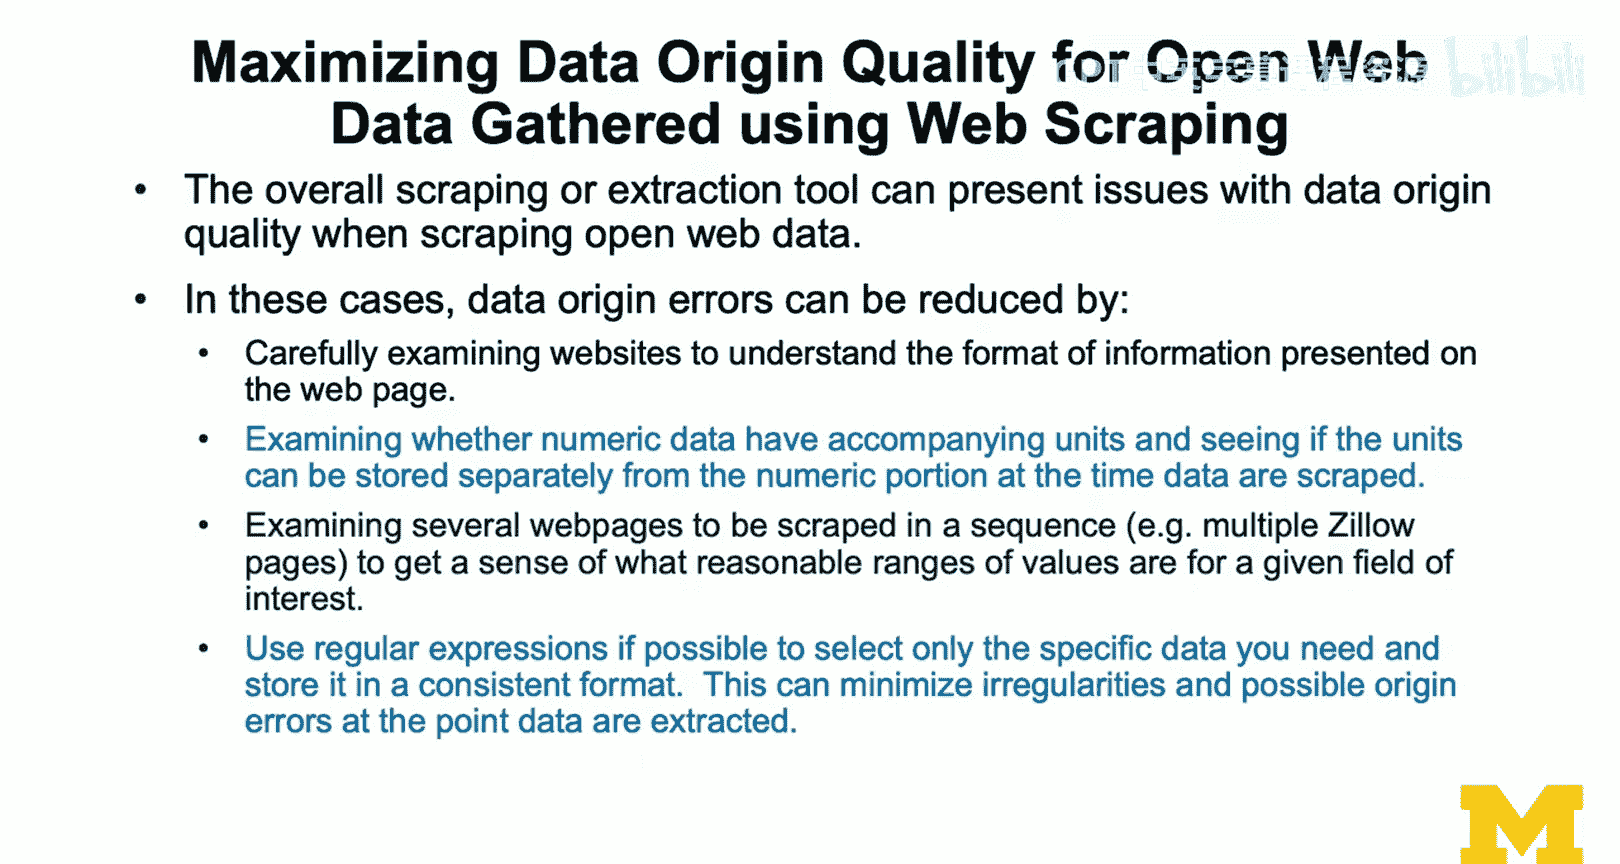 Maximizing Data Origin Quality for Open Web
Data Gathered using Web Scraping
• The overall scraping or extraction tool can present issues with data origin
quality when scraping open web data.
• In these cases, data origin errors can be reduced by:
• Carefully examining websites to understand the format of information presented on
the web page.
• Examining whether numeric data have accompanying units and seeing if the units
can be stored separately from the numeric portion at the time data are scraped.
• Examining several webpages to be scraped in a sequence (e.g. multiple Zillow
pages) to get a sense of what reasonable ranges of values are for a given field of
interest.
• Use regular expressions if possible to select only the specific data you need and
store it in a consistent format.  This can minimize irregularities and possible origin
errors at the point data are extracted.
bilibili
M